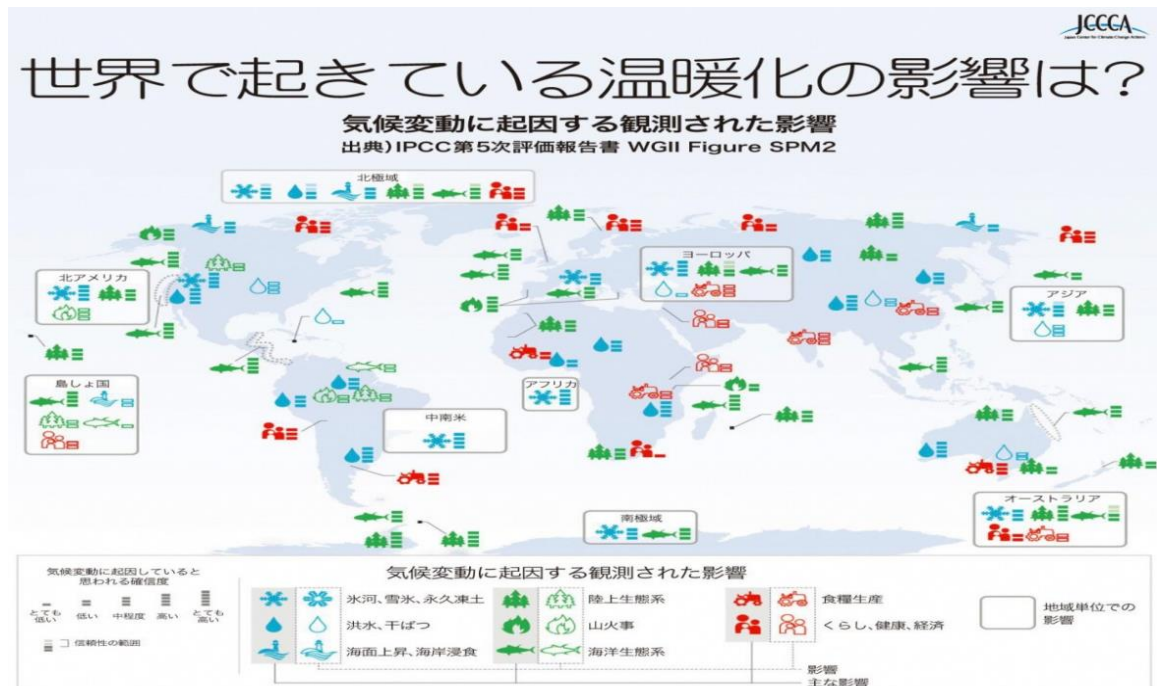 JCCCA
Japan Center for Climate Change Actions
世界で起きている温暖化の影響は?
気候変動に起因する観測された影響
出典)IPCC第5次評価報告書 WGII Figure SPM2
北極域
北アメリカ
ヨーロッパ
アジア
島しょ国
アフリカ
中南米
南極域
オーストラリア
気候変動に起因していると
思われる確信度
とても
低い
低い
中程度
高い
とても
高い
信頼性の範囲
気候変動に起因する観測された影響
氷河、雪氷、永久凍土
洪水、干ばつ
海面上昇、海岸浸食
陸上生態系
山火事
海洋生態系
食糧生産
くらし、健康、経済
影響
主な影響
地域単位での
影響